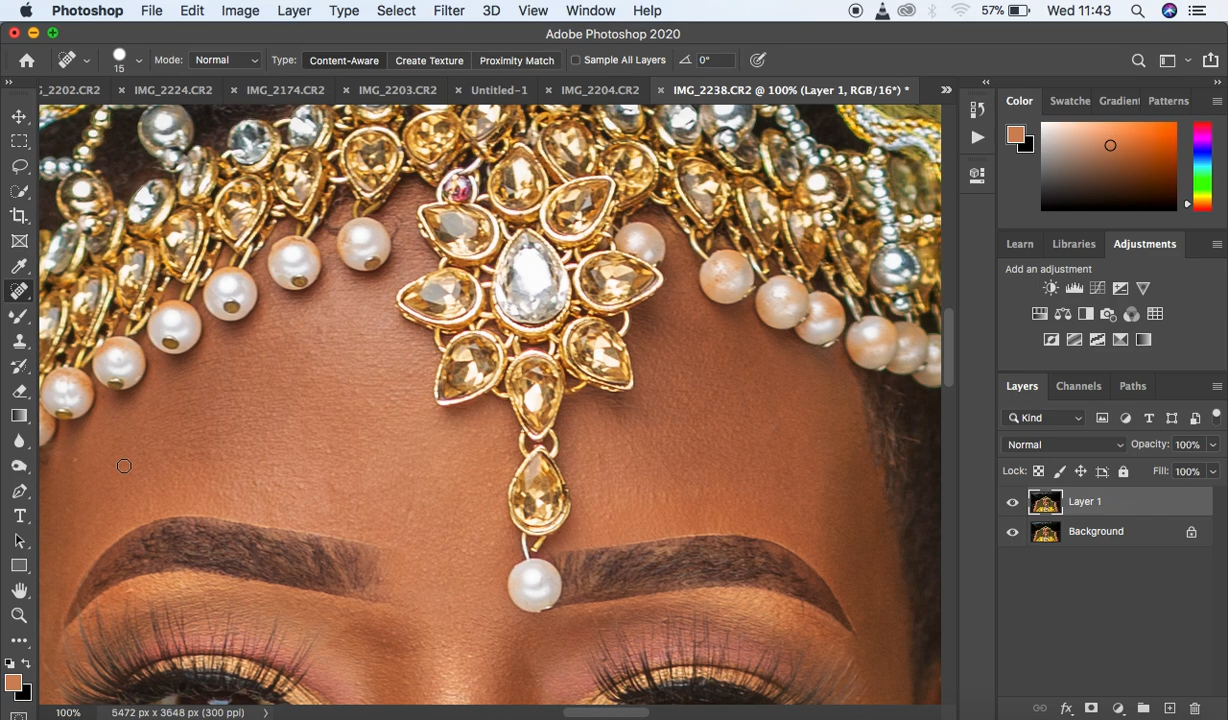 Photoshop File Edit Image Layer Type Select Filter 3D View Window Help 57% Wed 11:43
Adobe Photoshop 2020
15 Mode: Normal Type: Content-Aware Create Texture Proximity Match Sample All Layers 0°
_2202.CR2 × IMG_2224.CR2 × IMG_2174.CR2 × IMG_2203.CR2 × Untitled-1 × IMG_2204.CR2 × IMG_2238.CR2 @ 100% (Layer 1, RGB/16*) *
Color Swatche Gradient Patterns
Learn Libraries Adjustments
Add an adjustment
Layers Channels Paths
Kind
Normal Opacity: 100%
Lock: Fill: 100%
Layer 1
Background
100% 5472 px x 3648 px (300 ppi)